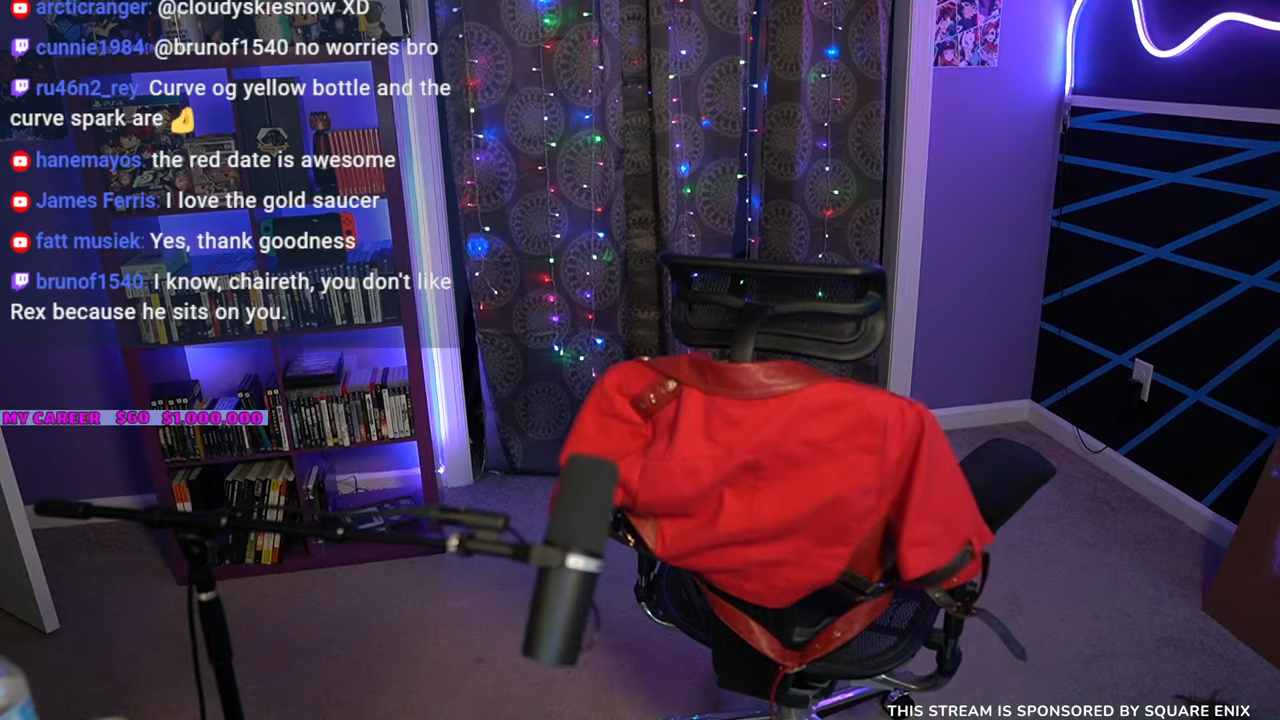 arcticranger: @cloudyskiesnow XD
cunnie1984: @brunof1540 no worries bro
ru46n2_rey: Curve og yellow bottle and the
curve spark are 🤌
hanemayos: the red date is awesome
James Ferris: I love the gold saucer
fatt musiek: Yes, thank goodness
brunof1540: I know, chaireth, you don't like
Rex because he sits on you.
MY CAREER $60 $1,000,000
THIS STREAM IS SPONSORED BY SQUARE ENIX